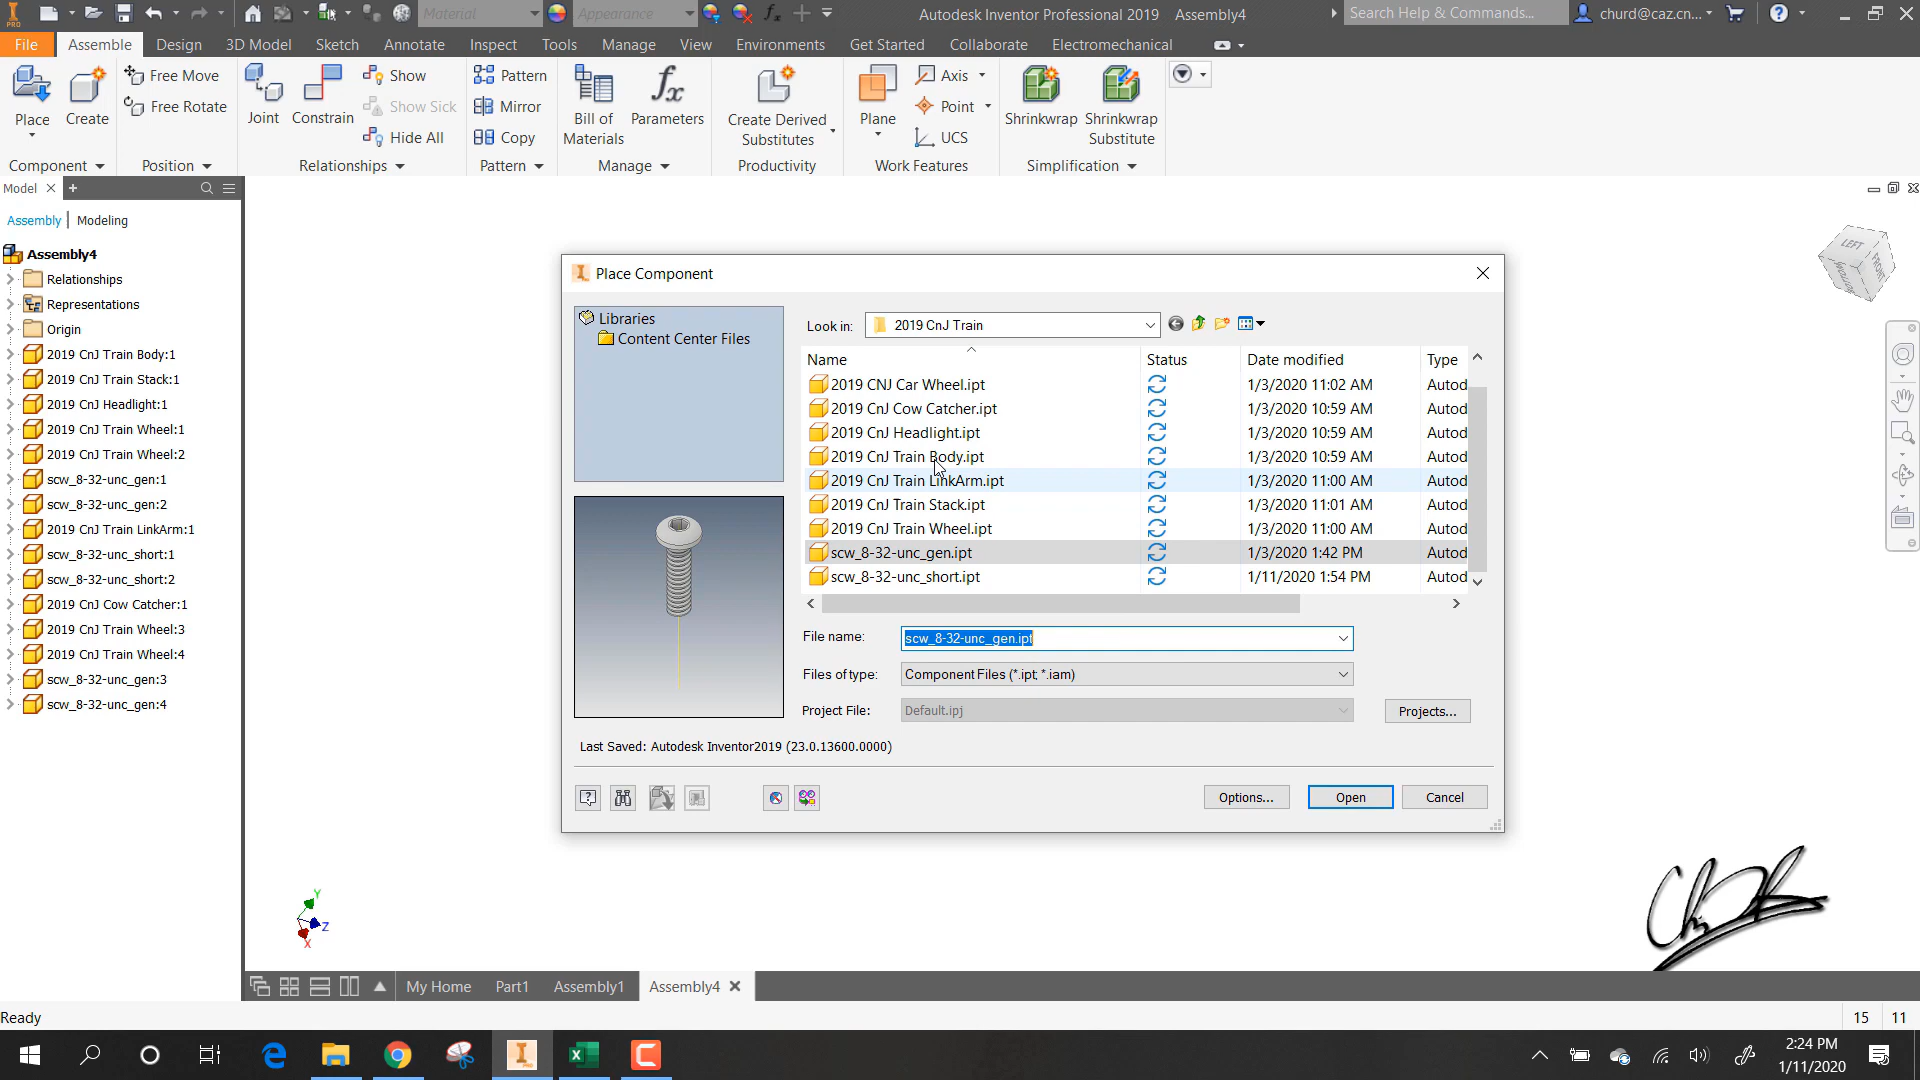 PRO
Material
Appearance
Autodesk Inventor Professional 2019 Assembly4
Search Help & Commands...
churd@caz.cn...
File Assemble Design 3D Model Sketch Annotate Inspect Tools Manage View Environments Get Started Collaborate Electromechanical
Place
Create
Free Move
Free Rotate
Joint
Constrain
Show
Show Sick
Hide All
Pattern
Mirror
Copy
Bill of
Materials
fx
Parameters
Create Derived
Substitutes
Plane
Axis
Point
UCS
Shrinkwrap
Shrinkwrap
Substitute
Component Position Relationships Pattern Manage Productivity Work Features Simplification
Model
Assembly Modeling
Assembly4
Relationships
Representations
Origin
2019 CnJ Train Body:1
2019 CnJ Train Stack:1
2019 CnJ Headlight:1
2019 CnJ Train Wheel:1
2019 CnJ Train Wheel:2
scw_8-32-unc_gen:1
scw_8-32-unc_gen:2
2019 CnJ Train LinkArm:1
scw_8-32-unc_short:1
scw_8-32-unc_short:2
2019 CnJ Cow Catcher:1
2019 CnJ Train Wheel:3
2019 CnJ Train Wheel:4
scw_8-32-unc_gen:3
scw_8-32-unc_gen:4
LEFT
FRONT
Place Component
Libraries
Content Center Files
Look in: 2019 CnJ Train
Name Status Date modified Type
2019 CNJ Car Wheel.ipt 1/3/2020 11:02 AM Autod
2019 CnJ Cow Catcher.ipt 1/3/2020 10:59 AM Autod
2019 CnJ Headlight.ipt 1/3/2020 10:59 AM Autod
2019 CnJ Train Body.ipt 1/3/2020 10:59 AM Autod
2019 CnJ Train LinkArm.ipt 1/3/2020 11:00 AM Autod
2019 CnJ Train Stack.ipt 1/3/2020 11:01 AM Autod
2019 CnJ Train Wheel.ipt 1/3/2020 11:00 AM Autod
scw_8-32-unc_gen.ipt 1/3/2020 1:42 PM Autod
scw_8-32-unc_short.ipt 1/11/2020 1:54 PM Autod
File name: scw_8-32-unc_gen.ipt
Files of type: Component Files (*.ipt; *.iam)
Project File: Default.ipj
Projects...
Last Saved: Autodesk Inventor2019 (23.0.13600.0000)
Options... Open Cancel
Y
Z
X
My Home Part1 Assembly1 Assembly4
Ready
15 11
2:24 PM
1/11/2020